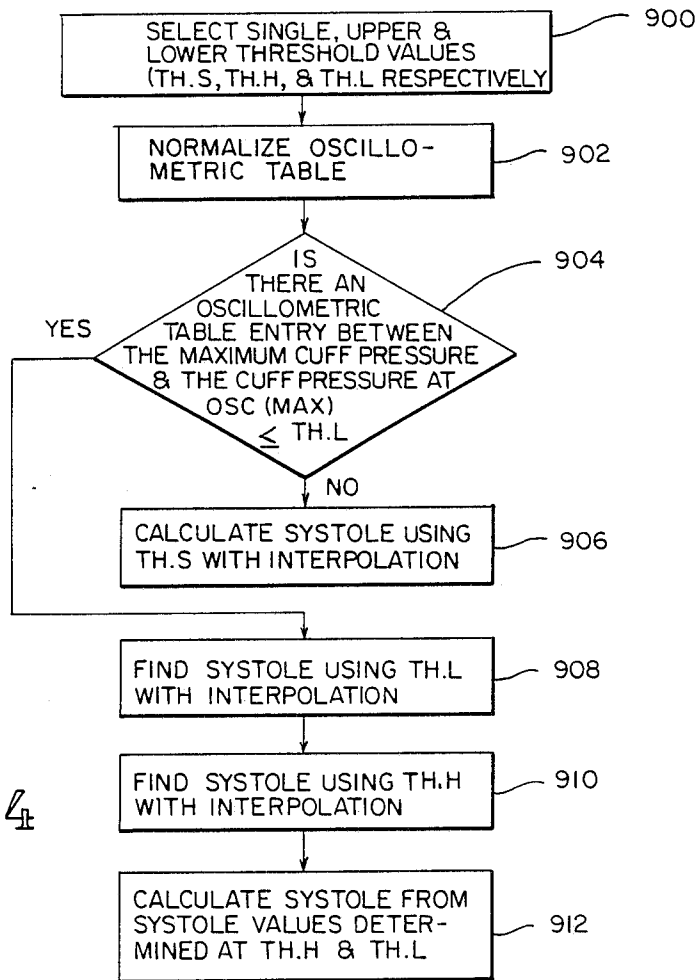 SELECT SINGLE, UPPER &
LOWER THRESHOLD VALUES
(TH.S, TH.H, & TH.L RESPECTIVELY
900
NORMALIZE OSCILLO-
METRIC TABLE
902
IS
THERE AN
OSCILLOMETRIC
TABLE ENTRY BETWEEN
THE MAXIMUM CUFF PRESSURE
& THE CUFF PRESSURE AT
OSC (MAX)
≤ TH.L
904
YES
NO
CALCULATE SYSTOLE USING
TH.S WITH INTERPOLATION
906
FIND SYSTOLE USING TH.L
WITH INTERPOLATION
908
FIND SYSTOLE USING TH.H
WITH INTERPOLATION
910
4
CALCULATE SYSTOLE FROM
SYSTOLE VALUES DETER-
MINED AT TH.H & TH.L
912